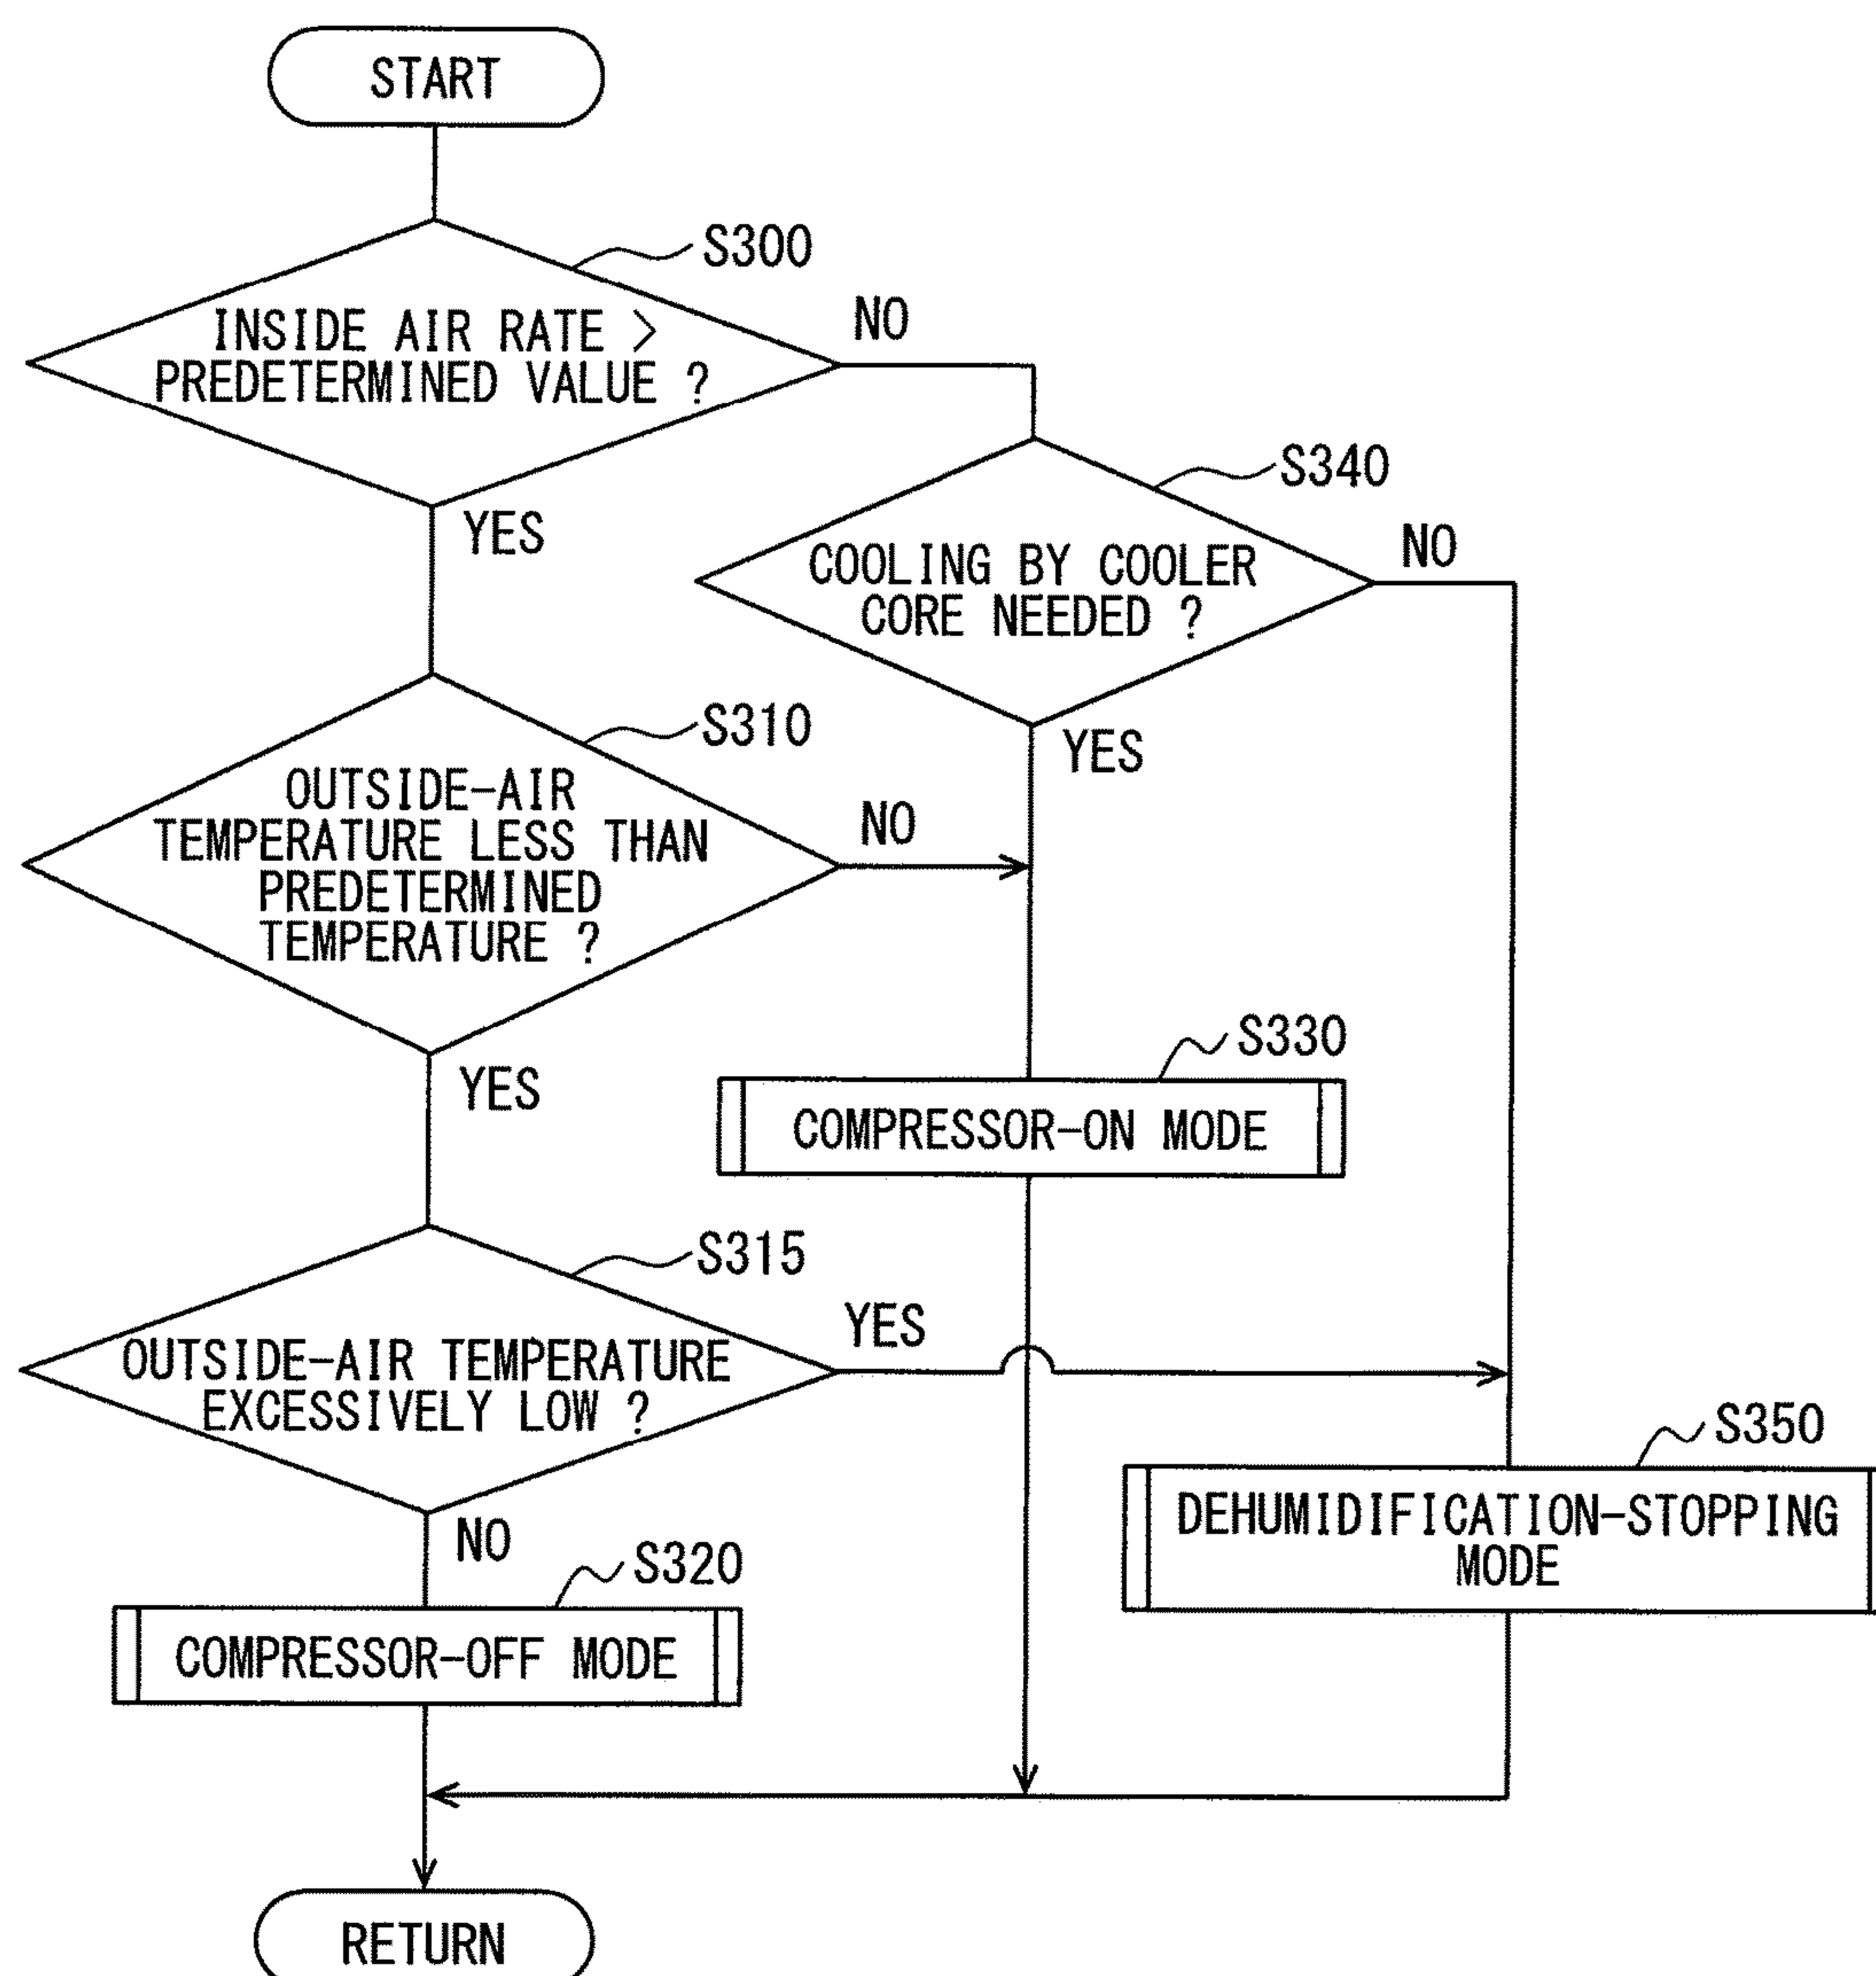 START
S300
INSIDE AIR RATE >
PREDETERMINED VALUE ?
NO
YES
S340
COOLING BY COOLER
CORE NEEDED ?
NO
YES
S310
OUTSIDE-AIR
TEMPERATURE LESS THAN
PREDETERMINED
TEMPERATURE ?
NO
YES
S330
COMPRESSOR-ON MODE
S315
OUTSIDE-AIR TEMPERATURE
EXCESSIVELY LOW ?
YES
NO
S350
DEHUMIDIFICATION-STOPPING
MODE
S320
COMPRESSOR-OFF MODE
RETURN